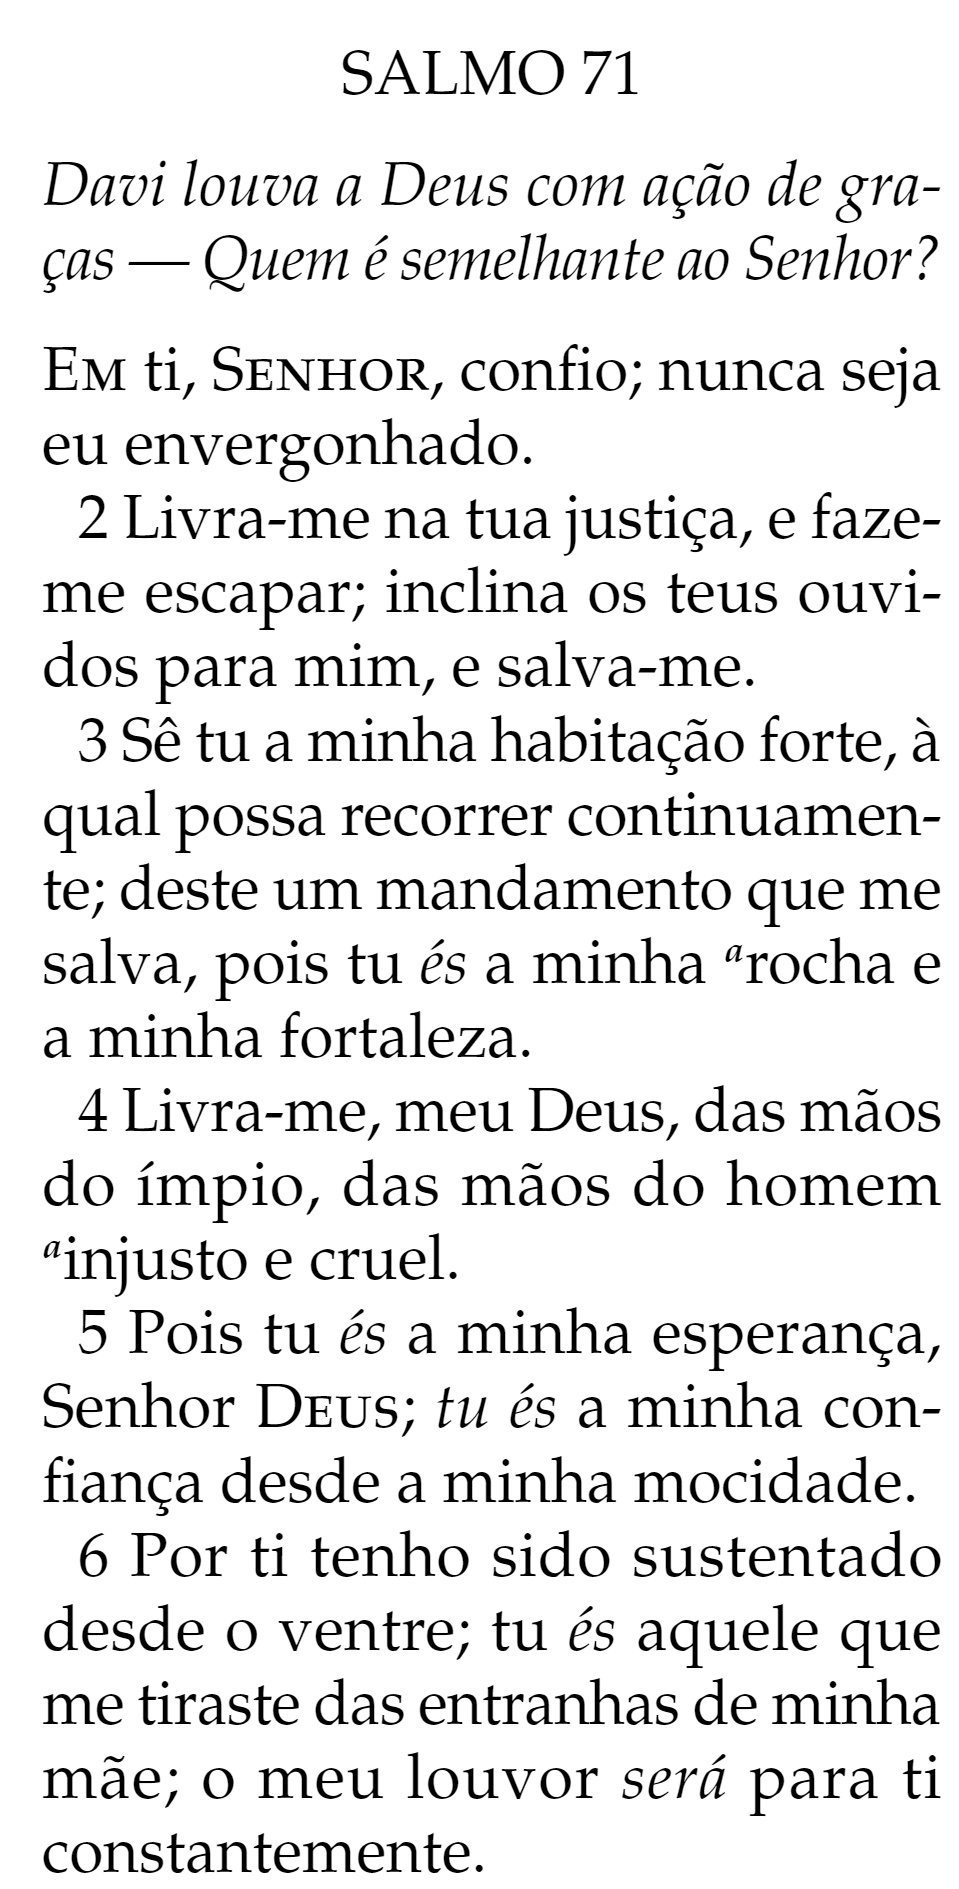 SALMO 71
Davi louva a Deus com ação de gra-
ças — Quem é semelhante ao Senhor?
Em ti, Senhor, confio; nunca seja
eu envergonhado.
2 Livra-me na tua justiça, e faze-
me escapar; inclina os teus ouvi-
dos para mim, e salva-me.
3 Sê tu a minha habitação forte, à
qual possa recorrer continuamen-
te; deste um mandamento que me
salva, pois tu és a minha ᵃrocha e
a minha fortaleza.
4 Livra-me, meu Deus, das mãos
do ímpio, das mãos do homem
ᵃinjusto e cruel.
5 Pois tu és a minha esperança,
Senhor Deus; tu és a minha con-
fiança desde a minha mocidade.
6 Por ti tenho sido sustentado
desde o ventre; tu és aquele que
me tiraste das entranhas de minha
mãe; o meu louvor será para ti
constantemente.